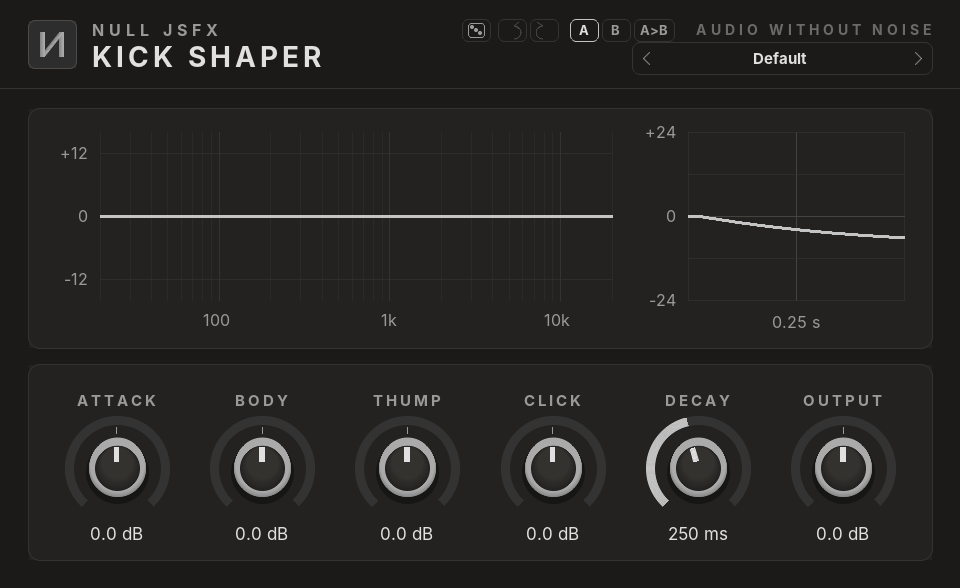 NULL JSFX
KICK SHAPER
A B A>B
AUDIO WITHOUT NOISE
Default
+12
0
-12
100 1k 10k
+24
0
-24
0.25 s
ATTACK BODY THUMP CLICK DECAY OUTPUT
0.0 dB 0.0 dB 0.0 dB 0.0 dB 250 ms 0.0 dB